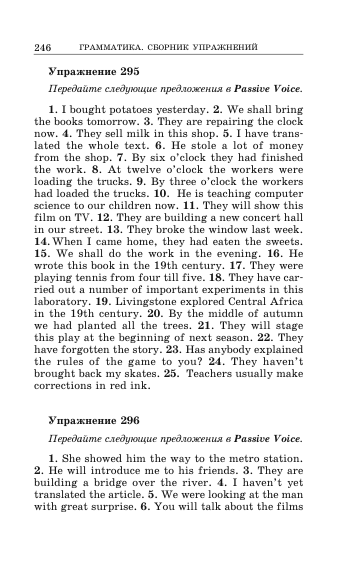 246 ГРАММАТИКА. СБОРНИК УПРАЖНЕНИЙ
Упражнение 295
Передайте следующие предложения в Passive Voice.
1. I bought potatoes yesterday. 2. We shall bring
the books tomorrow. 3. They are repairing the clock
now. 4. They sell milk in this shop. 5. I have trans-
lated the whole text. 6. He stole a lot of money
from the shop. 7. By six o'clock they had finished
the work. 8. At twelve o'clock the workers were
loading the trucks. 9. By three o'clock the workers
had loaded the trucks. 10. He is teaching computer
science to our children now. 11. They will show this
film on TV. 12. They are building a new concert hall
in our street. 13. They broke the window last week.
14. When I came home, they had eaten the sweets.
15. We shall do the work in the evening. 16. He
wrote this book in the 19th century. 17. They were
playing tennis from four till five. 18. They have car-
ried out a number of important experiments in this
laboratory. 19. Livingstone explored Central Africa
in the 19th century. 20. By the middle of autumn
we had planted all the trees. 21. They will stage
this play at the beginning of next season. 22. They
have forgotten the story. 23. Has anybody explained
the rules of the game to you? 24. They haven't
brought back my skates. 25. Teachers usually make
corrections in red ink.
Упражнение 296
Передайте следующие предложения в Passive Voice.
1. She showed him the way to the metro station.
2. He will introduce me to his friends. 3. They are
building a bridge over the river. 4. I haven't yet
translated the article. 5. We were looking at the man
with great surprise. 6. You will talk about the films